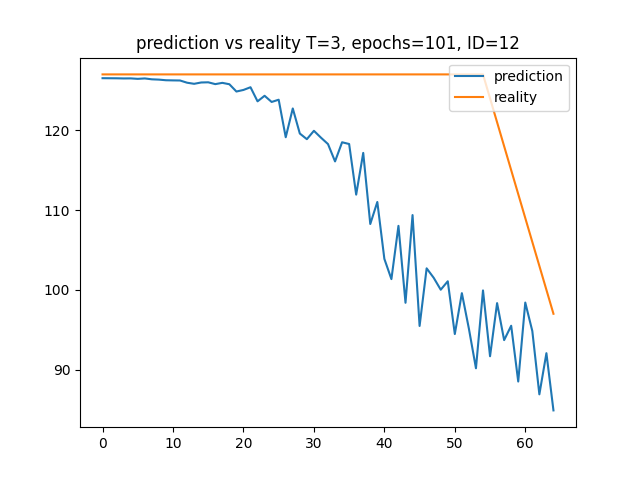 prediction vs reality T=3, epochs=101, ID=12
prediction
reality
120
110
100
90
0 10 20 30 40 50 60